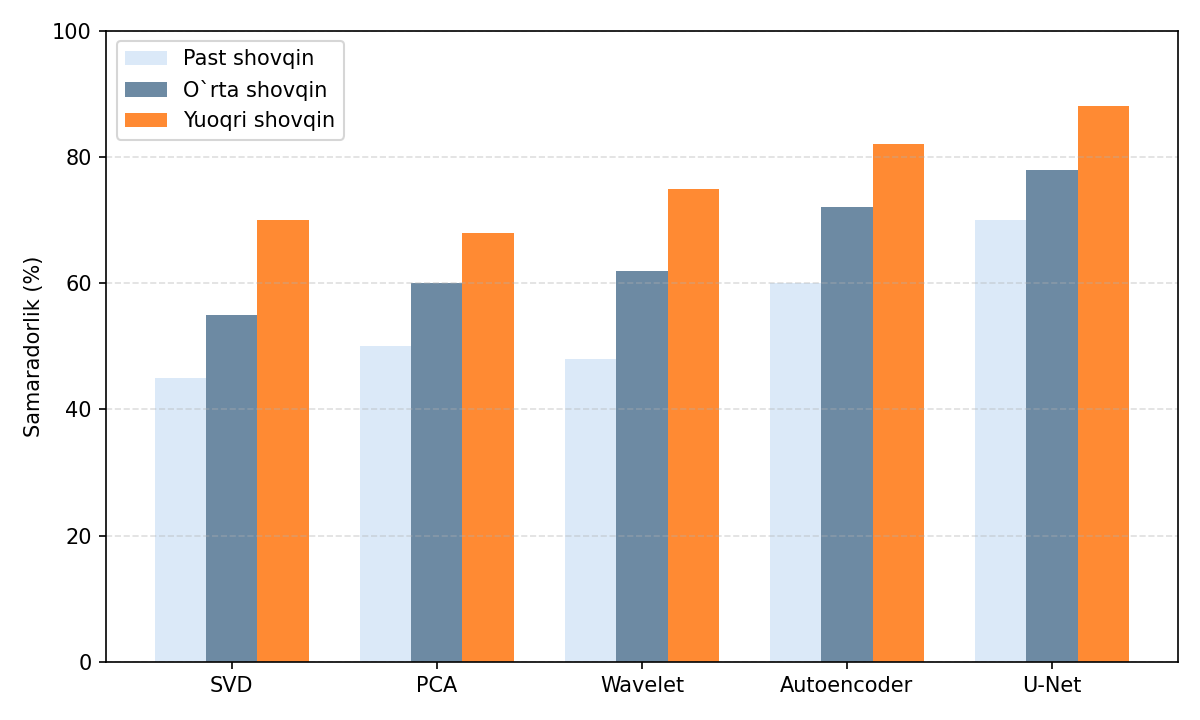 100
80
60
40
20
0
Samaradorlik (%)
Past shovqin
O`rta shovqin
Yuoqri shovqin
SVD
PCA
Wavelet
Autoencoder
U-Net